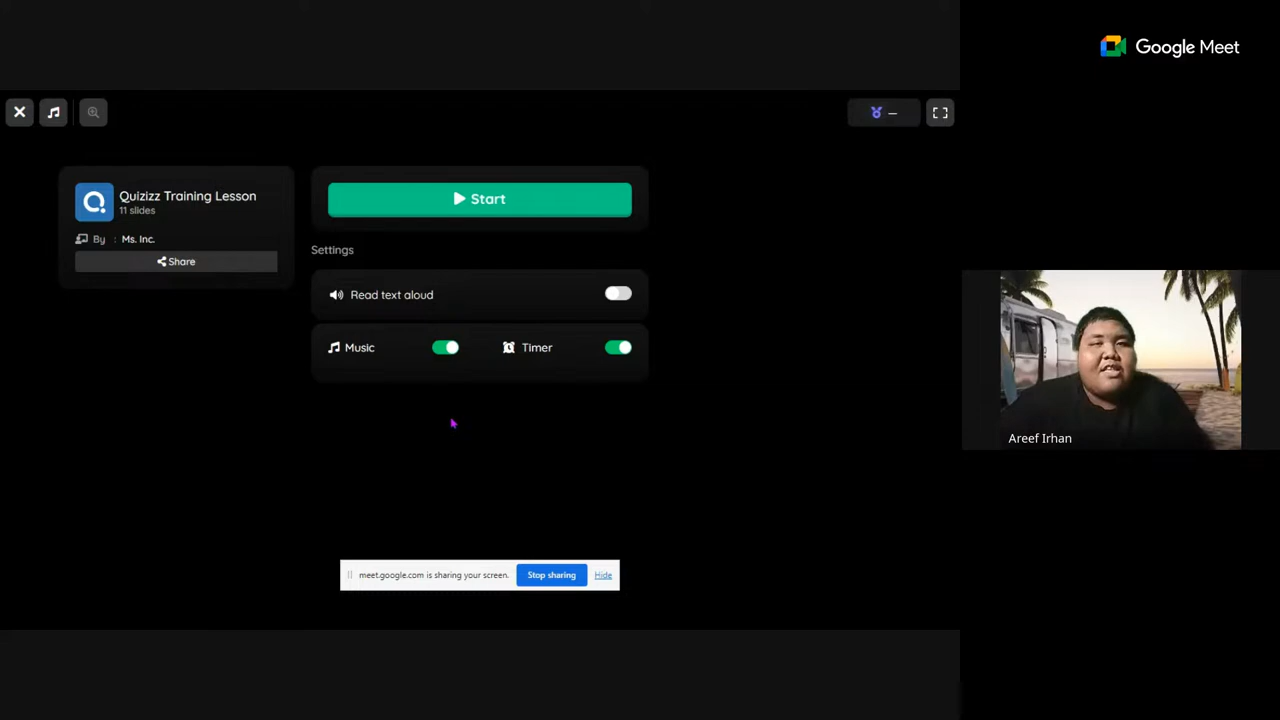 Google Meet
Quizizz Training Lesson
11 slides
By : Ms. Inc.
Share
Start
Settings
Read text aloud
Music
Timer
Areef Irhan
meet.google.com is sharing your screen.
Stop sharing
Hide